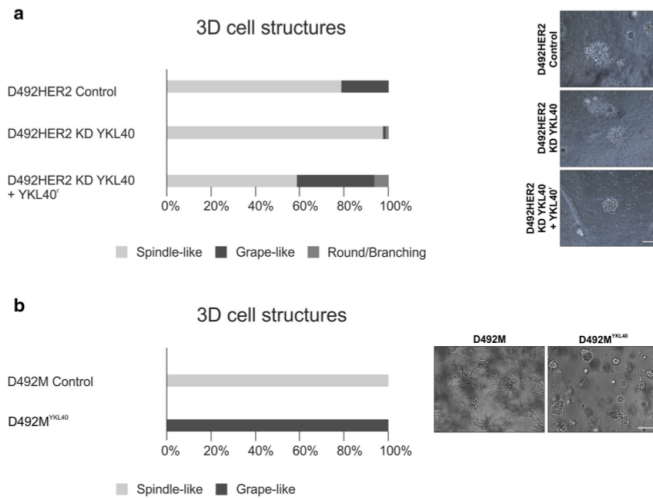 a
3D cell structures
D492HER2 Control
D492HER2 KD YKL40
D492HER2 KD YKL40
+ YKL40r
0% 20% 40% 60% 80% 100%
Spindle-like Grape-like Round/Branching
D492HER2
Control
D492HER2
KD YKL40
D492HER2
KD YKL40
+ YKL40r
b
3D cell structures
D492M Control
D492MYKL40
0% 20% 40% 60% 80% 100%
Spindle-like Grape-like
D492M
D492MYKL40